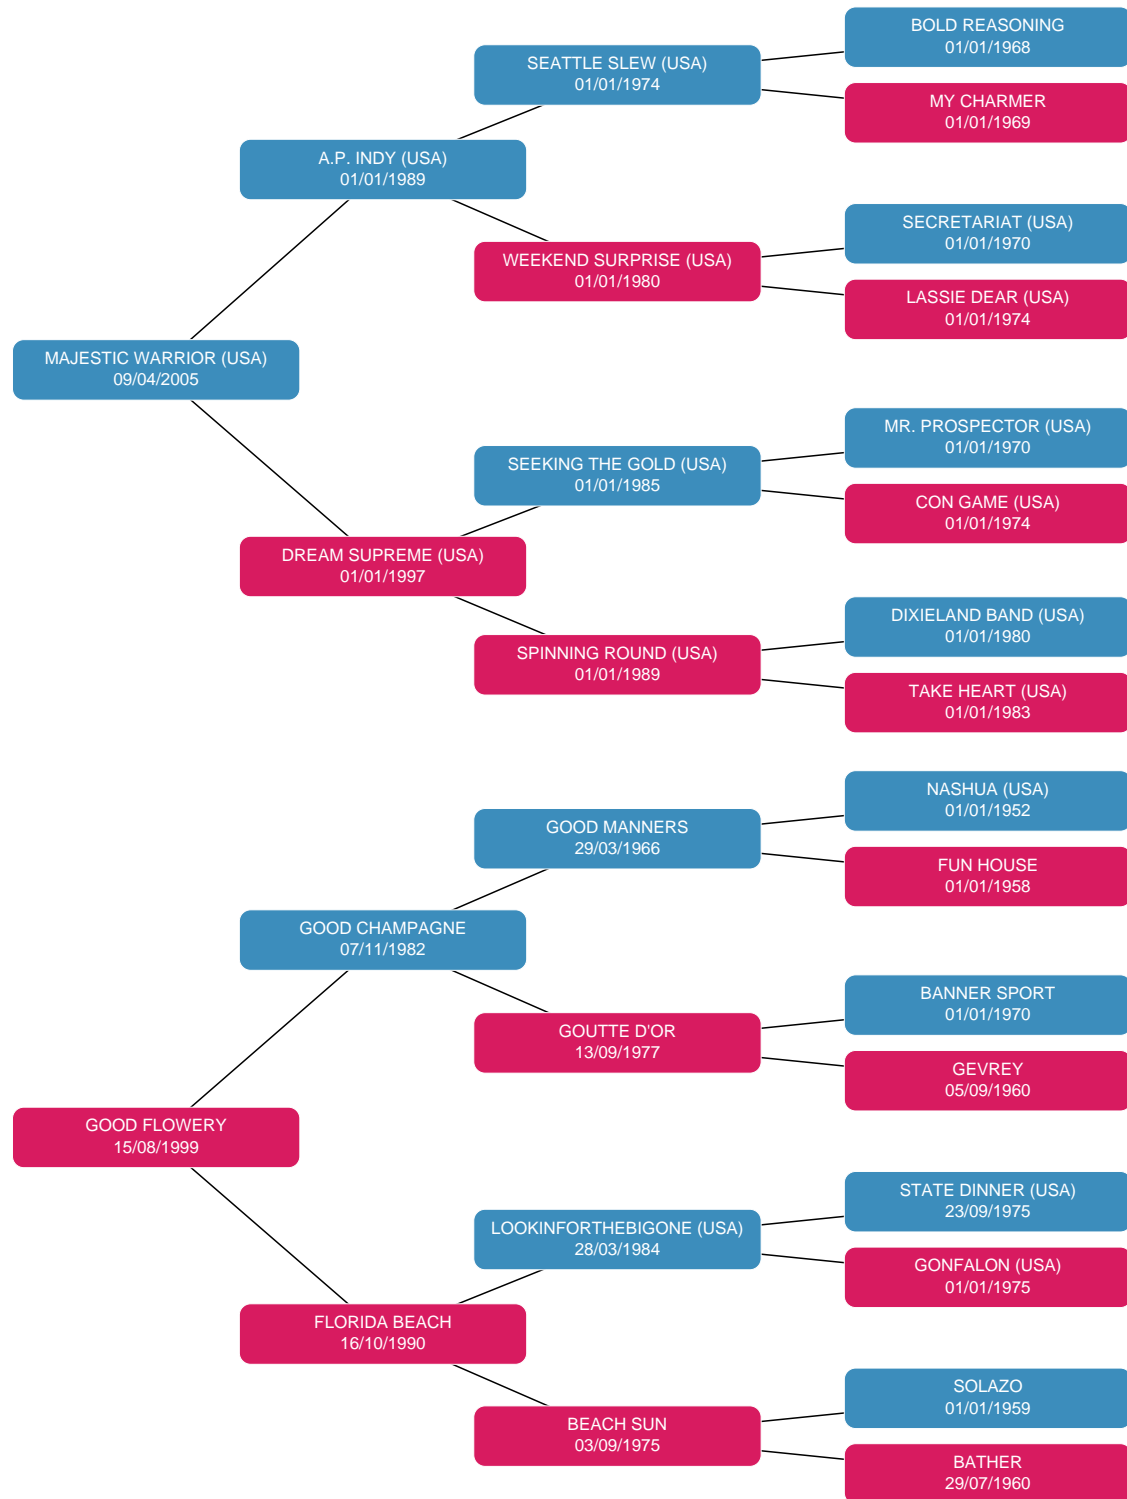 BOLD REASONING
01/01/1968
SEATTLE SLEW (USA)
01/01/1974
MY CHARMER
01/01/1969
A.P. INDY (USA)
01/01/1989
SECRETARIAT (USA)
01/01/1970
WEEKEND SURPRISE (USA)
01/01/1980
LASSIE DEAR (USA)
01/01/1974
MAJESTIC WARRIOR (USA)
09/04/2005
MR. PROSPECTOR (USA)
01/01/1970
SEEKING THE GOLD (USA)
01/01/1985
CON GAME (USA)
01/01/1974
DREAM SUPREME (USA)
01/01/1997
DIXIELAND BAND (USA)
01/01/1980
SPINNING ROUND (USA)
01/01/1989
TAKE HEART (USA)
01/01/1983
NASHUA (USA)
01/01/1952
GOOD MANNERS
29/03/1966
FUN HOUSE
01/01/1958
GOOD CHAMPAGNE
07/11/1982
BANNER SPORT
01/01/1970
GOUTTE D'OR
13/09/1977
GEVREY
05/09/1960
GOOD FLOWERY
15/08/1999
STATE DINNER (USA)
23/09/1975
LOOKINFORTHEBIGONE (USA)
28/03/1984
GONFALON (USA)
01/01/1975
FLORIDA BEACH
16/10/1990
SOLAZO
01/01/1959
BEACH SUN
03/09/1975
BATHER
29/07/1960